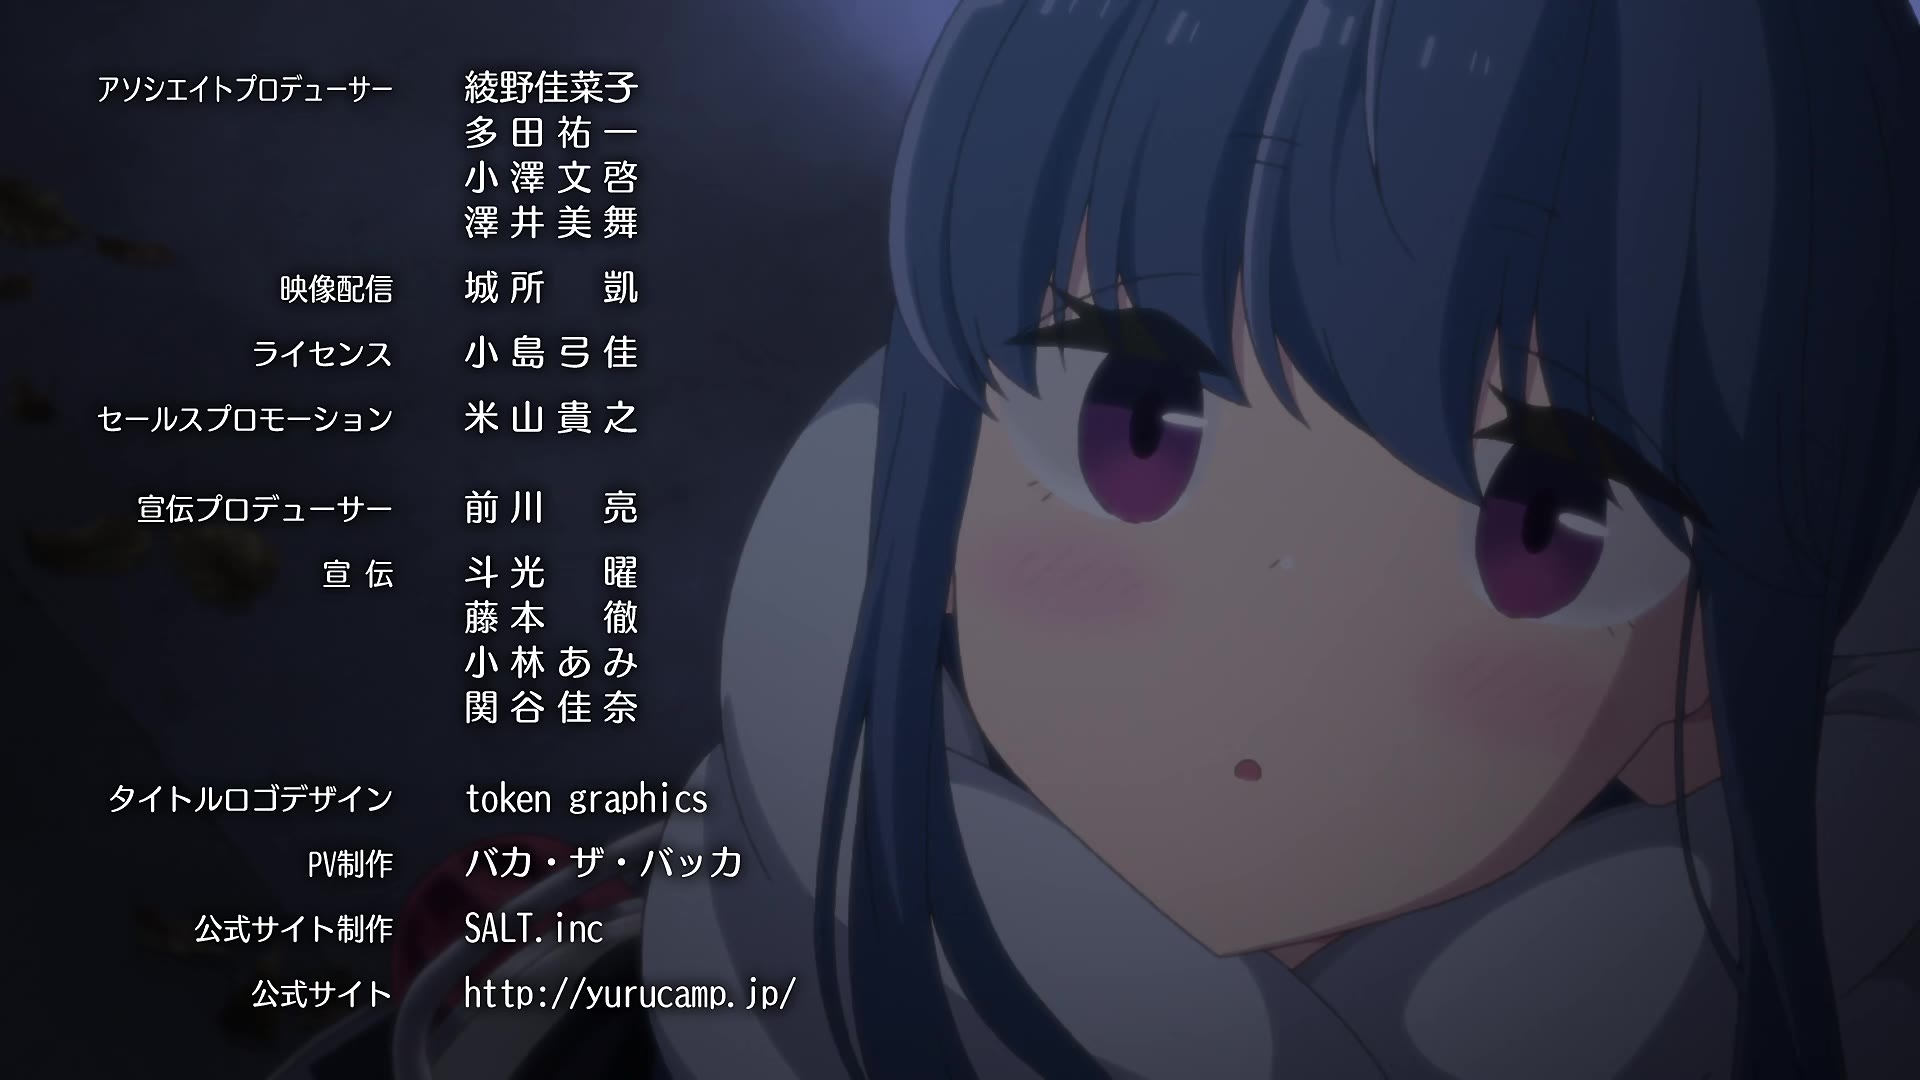 アソシエイトプロデューサー 綾野佳菜子
多田祐一
小澤文啓
澤井美舞
映像配信 城所 凱
ライセンス 小島弓佳
セールスプロモーション 米山貴之
宣伝プロデューサー 前川 亮
宣伝 斗光 曜
藤本 徹
小林あみ
関谷佳奈
タイトルロゴデザイン token graphics
PV制作 バカ・ザ・バッカ
公式サイト制作 SALT.inc
公式サイト http://yurucamp.jp/